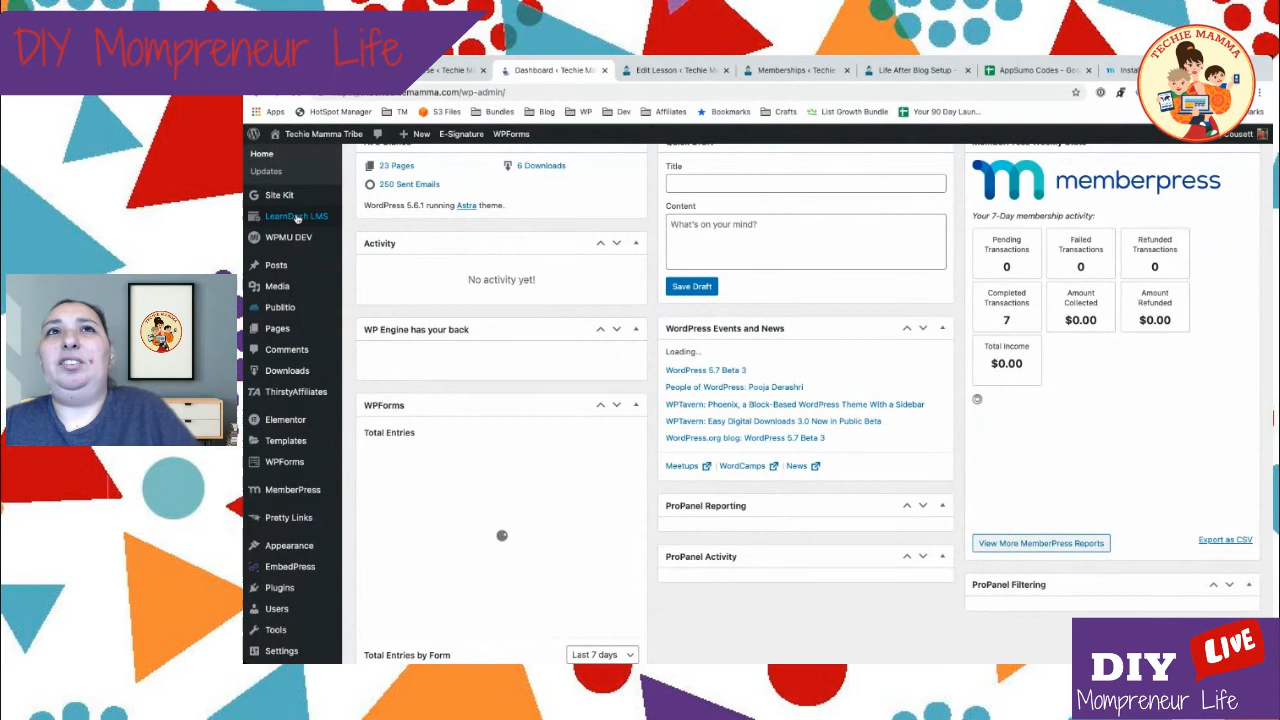 DIY Mompreneur Life
TECHIE MAMMA
Dashboard ‹ Techie M
Edit Lesson ‹ Techie M
Memberships ‹ Techie
Life After Blog Setup -
AppSumo Codes - Go
Insta
mamma.com/wp-admin/
Apps HotSpot Manager TM S3 Files Bundles Blog WP Dev Affiliates Bookmarks Crafts List Growth Bundle Your 90 Day Laun...
Techie Mamma Tribe New E-Signature WPForms
Home
Updates
Site Kit
LearnDash LMS
WPMU DEV
Posts
Media
Publitio
Pages
Comments
Downloads
ThirstyAffiliates
Elementor
Templates
WPForms
MemberPress
Pretty Links
Appearance
EmbedPress
Plugins
Users
Tools
Settings
23 Pages 6 Downloads
250 Sent Emails
WordPress 5.6.1 running Astra theme.
Activity
No activity yet!
WP Engine has your back
WPForms
Total Entries
Total Entries by Form Last 7 days
Title
Content
What's on your mind?
Save Draft
WordPress Events and News
Loading...
WordPress 5.7 Beta 3
People of WordPress: Pooja Derashri
WPTavern: Phoenix, a Block-Based WordPress Theme With a Sidebar
WPTavern: Easy Digital Downloads 3.0 Now in Public Beta
WordPress.org blog: WordPress 5.7 Beta 3
Meetups | WordCamps | News
ProPanel Reporting
ProPanel Activity
memberpress
Your 7-Day membership activity:
Pending Transactions 0
Failed Transactions 0
Refunded Transactions 0
Completed Transactions 7
Amount Collected $0.00
Amount Refunded $0.00
Total Income $0.00
View More MemberPress Reports Export as CSV
ProPanel Filtering
DIY LIVE
Mompreneur Life